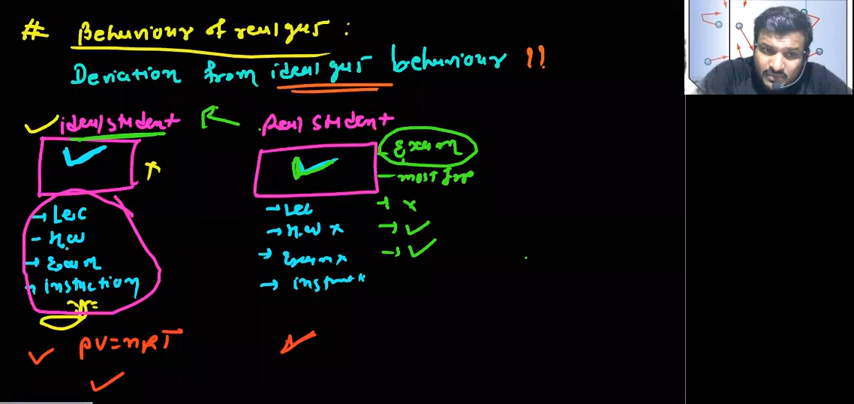 # Behaviour of real gas :
Deviation from ideal gas behaviour !!
ideal student
real student
Exam
→ Lec
- H.W
→ Exam
→ Instruction
→ Lec
→ H.W x
→ Exam x
PV=nRT